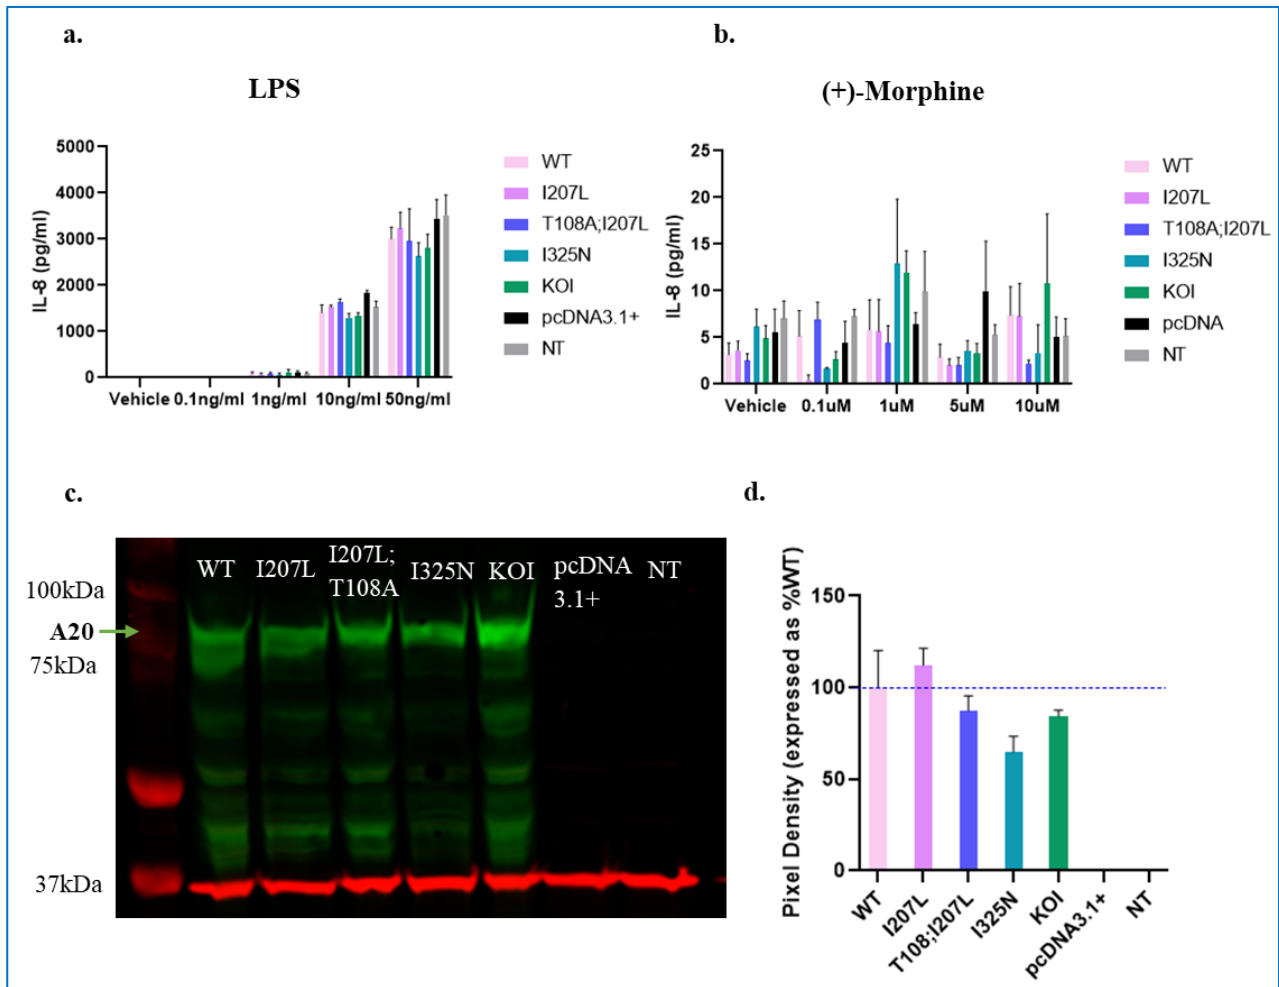 a.
LPS
IL-8 (pg/ml)
5000
4000
3000
2000
1000
0
Vehicle 0.1ng/ml 1ng/ml 10ng/ml 50ng/ml
WT
I207L
T108A;I207L
I325N
KOI
pcDNA3.1+
NT
b.
(+)-Morphine
IL-8 (pg/ml)
25
20
15
10
5
0
Vehicle 0.1uM 1uM 5uM 10uM
WT
I207L
T108A;I207L
I325N
KOI
pcDNA
NT
c.
WT I207L I207L; T108A I325N KOI pcDNA 3.1+ NT
100kDa
A20
75kDa
37kDa
d.
Pixel Density (expressed as %WT)
150
100
50
0
WT I207L T108;I207L I325N KOI pcDNA3.1+ NT